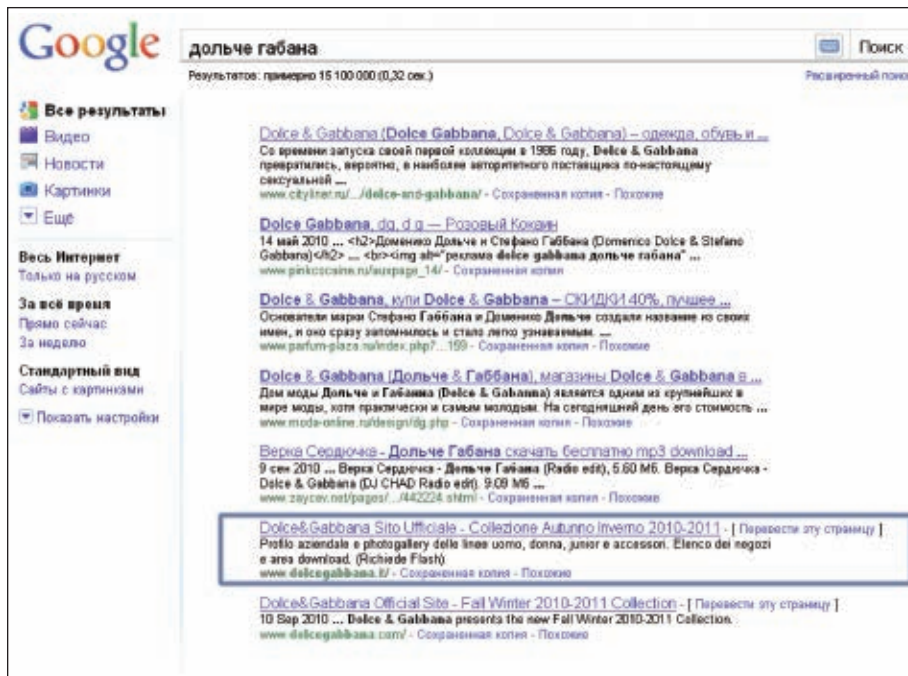 Google
дольче габана
Поиск
Результатов: примерно 15 100 000 (0,32 сек.)
Расширенный поиск
Все результаты
Видео
Новости
Картинки
Ещё
Весь Интернет
Только на русском
За всё время
Прямо сейчас
За неделю
Стандартный вид
Сайты с картинками
Показать настройки
Dolce & Gabbana (Dolce Gabbana, Dolce & Gabbana) – одежда, обувь и ...
Со времени запуска своей первой коллекции в 1986 году, Dolce & Gabbana
превратились, вероятно, в наиболее авторитетного поставщика по-настоящему
сексуальной ...
www.cityliner.ru/.../dolce-and-gabbana/ - Сохраненная копия - Похожие
Dolce Gabbana, dg, d g — Розовый Кокаин
14 май 2010 ... <h2>Доменико Дольче и Стефано Габбана (Domenico Dolce & Stefano
Gabbana)</h2> ... <br><img alt="реклама dolce gabbana дольче габана" ...
www.pinkcocaine.ru/auxpage_14/ - Сохраненная копия
Dolce & Gabbana, купи Dolce & Gabbana – СКИДКИ 40%, лучшее ...
Основатели марки Стефано Габбана и Доменико Дольче создали название из своих
имен, и оно сразу запомнилось и стало легко узнаваемым. ...
www.parfum-plaza.ru/index.php?...159 - Сохраненная копия - Похожие
Dolce & Gabbana (Дольче & Габбана), магазины Dolce & Gabbana в ...
Дом моды Дольче и Габанна (Dolce & Gabanna) является одним из крупнейших в
мире моды, хотя практически и самым молодым. На сегодняшний день его стоимость ...
www.moda-online.ru/design/dg.php - Сохраненная копия - Похожие
Верка Сердючка - Дольче Габана скачать бесплатно mp3 download ...
9 сен 2010 ... Верка Сердючка - Дольче Габана (Radio edit), 5.60 Мб. Верка Сердючка -
Dolce & Gabbana (DJ CHAD Radio edit). 9.09 Мб ...
www.zaycev.net/pages/.../442224.shtml - Сохраненная копия - Похожие
Dolce&Gabbana Sito Ufficiale - Collezione Autunno Inverno 2010-2011 - [ Перевести эту страницу ]
Profilo aziendale e photogallery delle linee uomo, donna, junior e accessori. Elenco dei negozi
e area download. (Richiede Flash)
www.dolcegabbana.it/ - Сохраненная копия - Похожие
Dolce&Gabbana Official Site - Fall Winter 2010-2011 Collection - [ Перевести эту страницу ]
10 Sep 2010 ... Dolce & Gabbana presents the new Fall Winter 2010-2011 Collection.
www.dolcegabbana.com/ - Сохраненная копия - Похожие